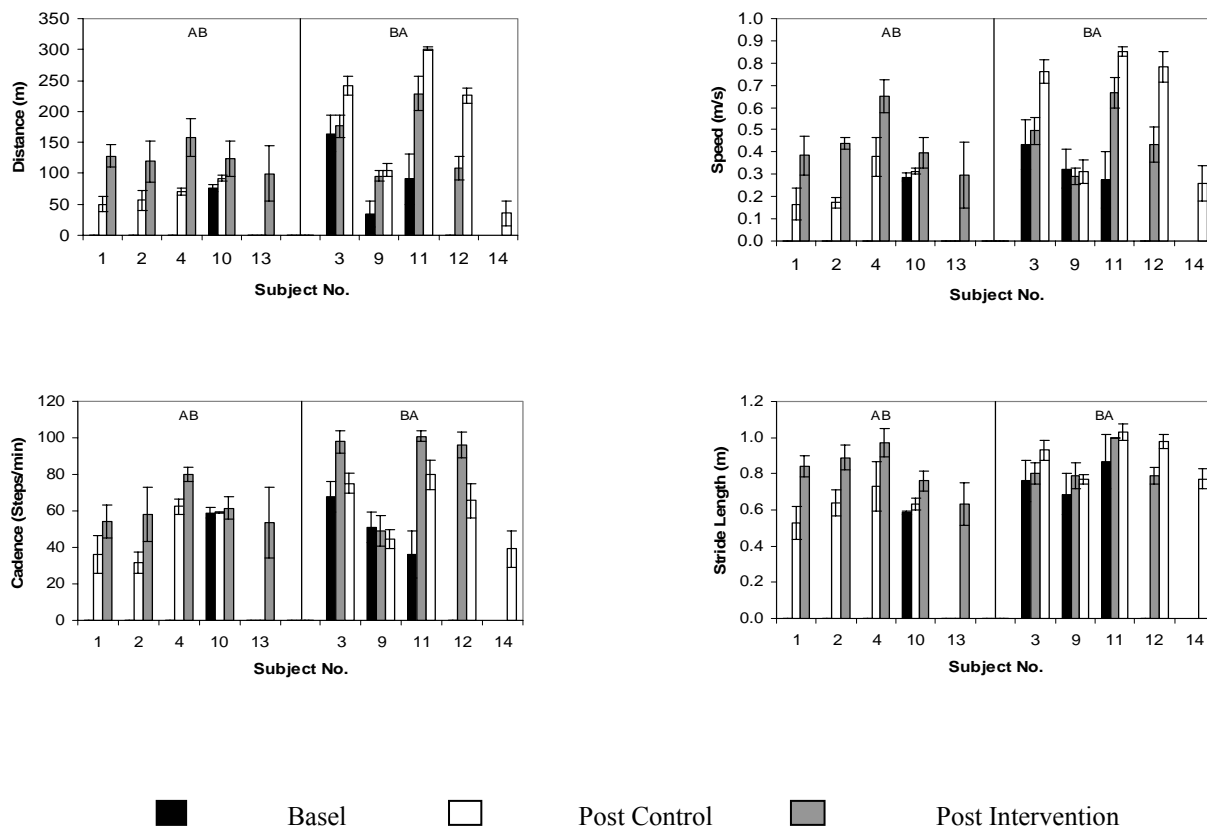 350
300
250
200
150
100
50
0
Distance (m)
AB BA
1 2 4 10 13 3 9 11 12 14
Subject No.
1.0
0.9
0.8
0.7
0.6
0.5
0.4
0.3
0.2
0.1
0.0
Speed (m/s)
AB BA
1 2 4 10 13 3 9 11 12 14
Subject No.
120
100
80
60
40
20
0
Cadence (Steps/min)
AB BA
1 2 4 10 13 3 9 11 12 14
Subject No.
1.2
1.0
0.8
0.6
0.4
0.2
0.0
Stride Length (m)
AB BA
1 2 4 10 13 3 9 11 12 14
Subject No.
Basel Post Control Post Intervention